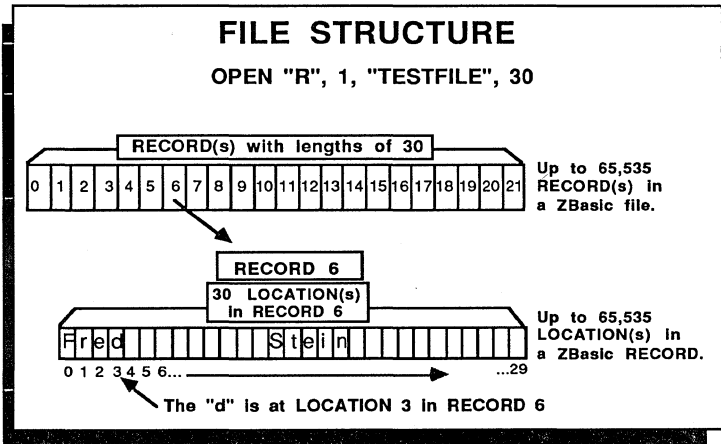 FILE STRUCTURE
OPEN "R", 1, "TESTFILE", 30
RECORD(s) with lengths of 30
0 1 2 3 4 5 6 7 8 9 10 11 12 13 14 15 16 17 18 19 20 21
Up to 65,535
RECORD(s) in
a ZBasic file.
RECORD 6
30 LOCATION(s)
in RECORD 6
Fred Stein
Up to 65,535
LOCATION(s) in
a ZBasic RECORD.
0 1 2 3 4 5 6... ...29
The "d" is at LOCATION 3 in RECORD 6